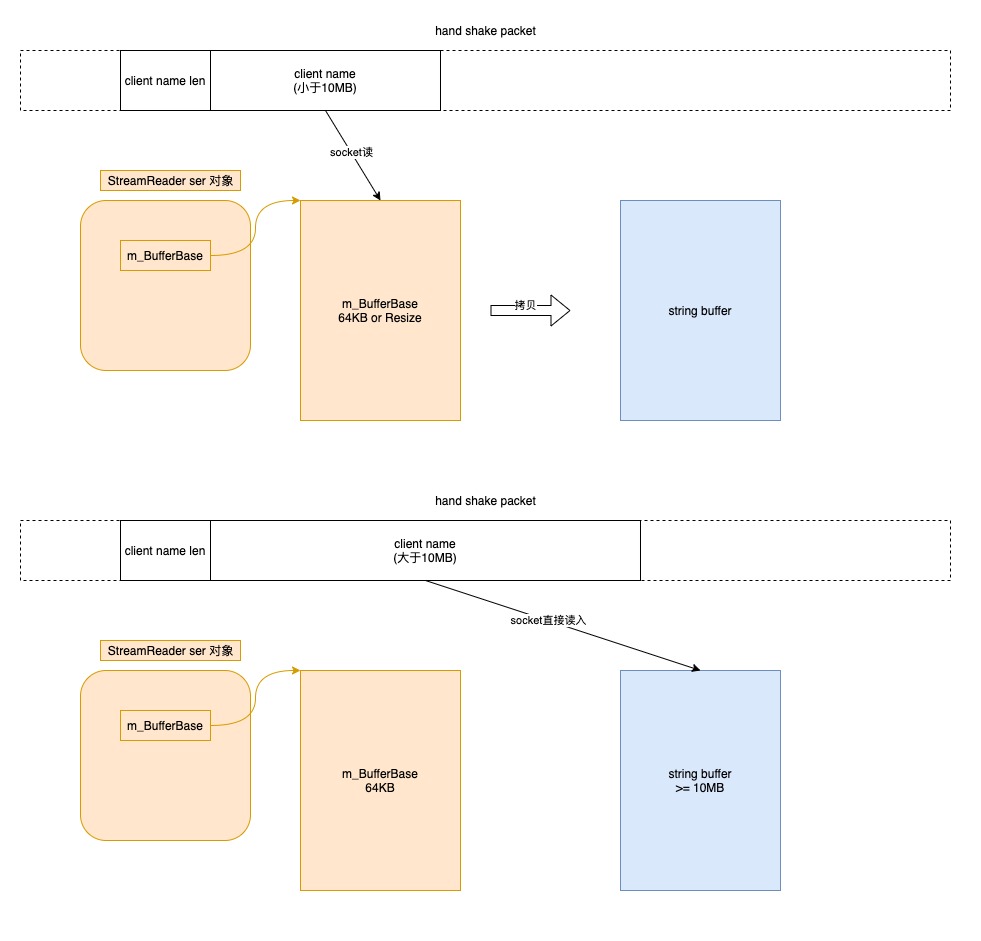 hand shake packet
client name len
client name
(小于10MB)
socket读
StreamReader ser 对象
m_BufferBase
m_BufferBase
64KB or Resize
拷贝
string buffer
hand shake packet
client name len
client name
(大于10MB)
socket直接读入
StreamReader ser 对象
m_BufferBase
m_BufferBase
64KB
string buffer
>= 10MB